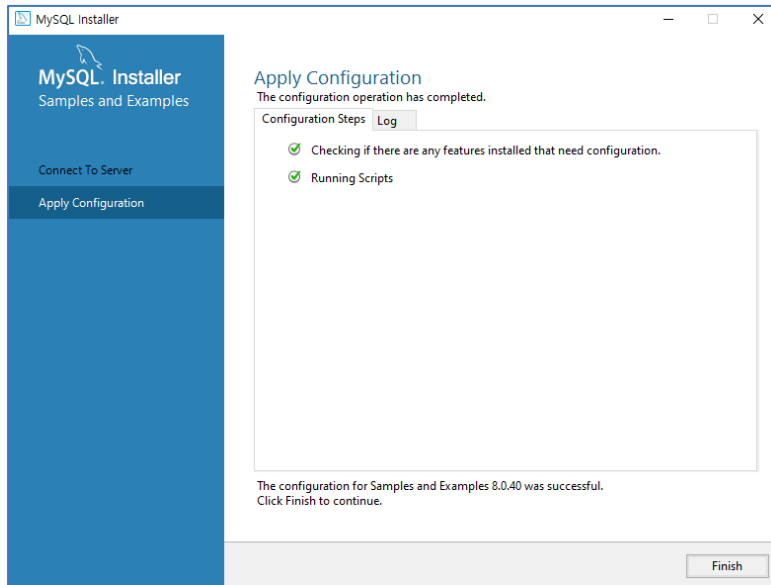 MySQL Installer
MySQL. Installer
Samples and Examples
Connect To Server
Apply Configuration
Apply Configuration
The configuration operation has completed.
Configuration Steps Log
Checking if there are any features installed that need configuration.
Running Scripts
The configuration for Samples and Examples 8.0.40 was successful.
Click Finish to continue.
Finish